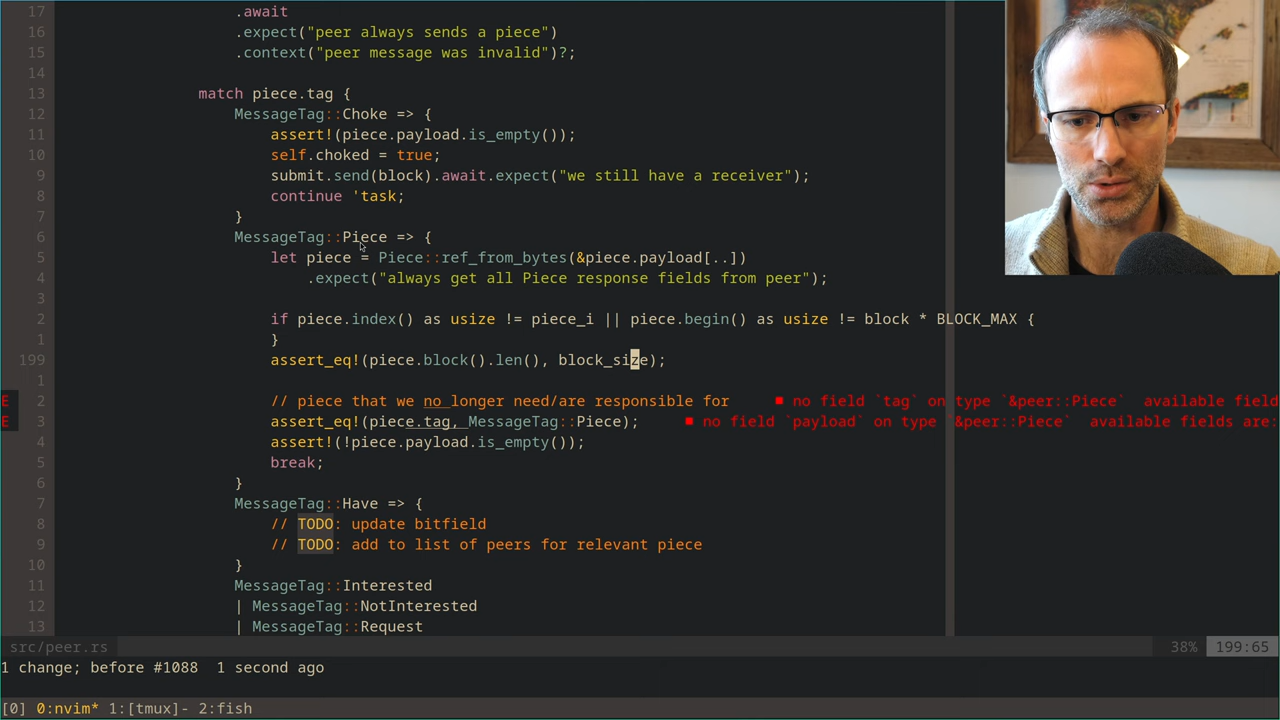 17 .await
16 .expect("peer always sends a piece")
15 .context("peer message was invalid")?;
14
13 match piece.tag {
12 MessageTag::Choke => {
11 assert!(piece.payload.is_empty());
10 self.choked = true;
9 submit.send(block).await.expect("we still have a receiver");
8 continue 'task;
7 }
6 MessageTag::Piece => {
5 let piece = Piece::ref_from_bytes(&piece.payload[..])
4 .expect("always get all Piece response fields from peer");
3
2 if piece.index() as usize != piece_i || piece.begin() as usize != block * BLOCK_MAX {
1 }
199 assert_eq!(piece.block().len(), block_size);
1
E 2 // piece that we no longer need/are responsible for ■ no field `tag` on type `&peer::Piece` available field
E 3 assert_eq!(piece.tag, MessageTag::Piece); ■ no field `payload` on type `&peer::Piece` available fields are:
4 assert!(!piece.payload.is_empty());
5 break;
6 }
7 MessageTag::Have => {
8 // TODO: update bitfield
9 // TODO: add to list of peers for relevant piece
10 }
11 MessageTag::Interested
12 | MessageTag::NotInterested
13 | MessageTag::Request
src/peer.rs 38% 199:65
1 change; before #1088 1 second ago
[0] 0:nvim* 1:[tmux]- 2:fish